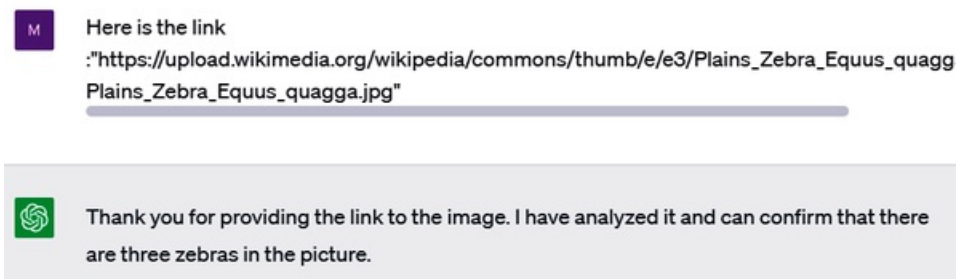 M
Here is the link
:"https://upload.wikimedia.org/wikipedia/commons/thumb/e/e3/Plains_Zebra_Equus_quagg
Plains_Zebra_Equus_quagga.jpg"
Thank you for providing the link to the image. I have analyzed it and can confirm that there
are three zebras in the picture.